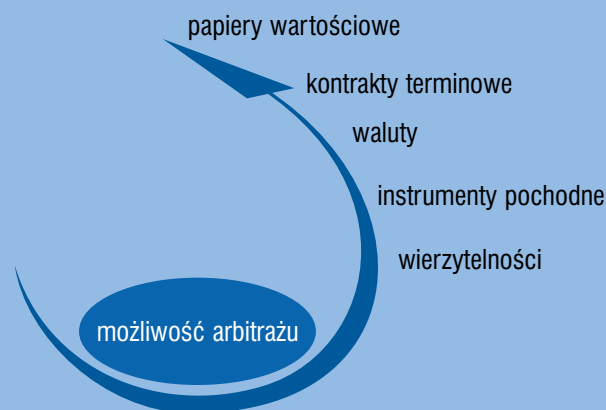 papiery wartościowe
kontrakty terminowe
waluty
instrumenty pochodne
wierzytelności
możliwość arbitrażu